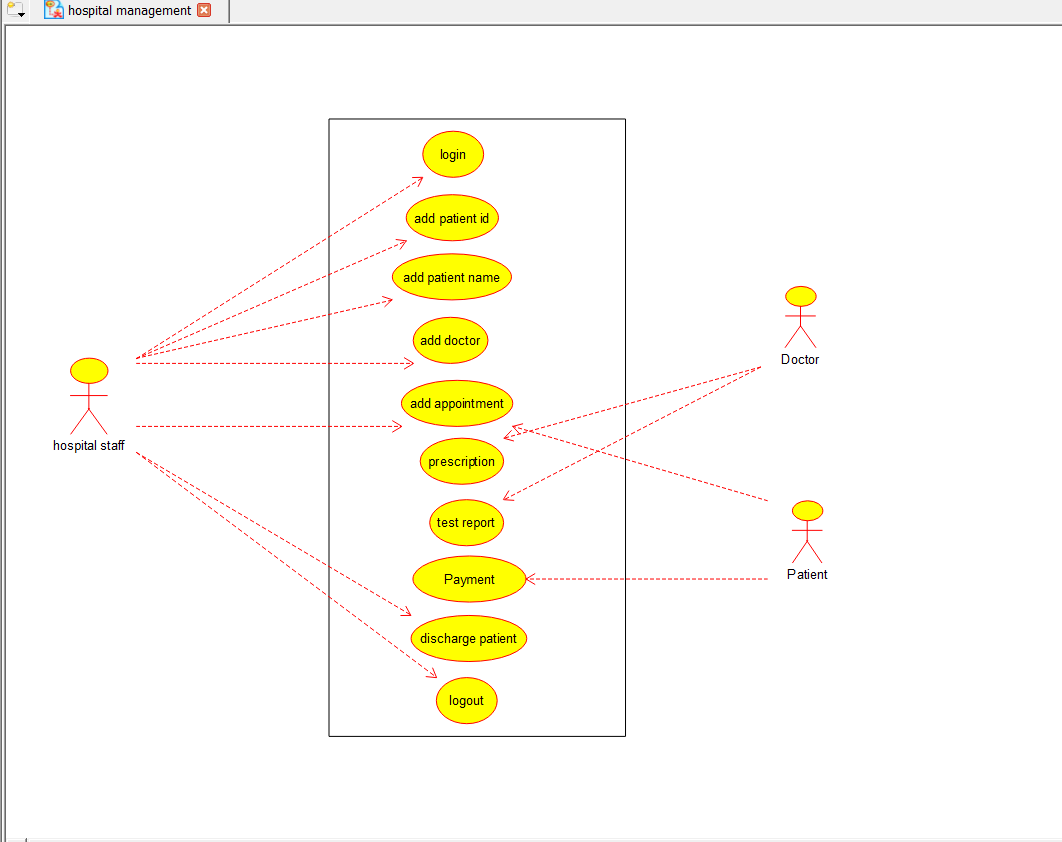 hospital management
login
add patient id
add patient name
add doctor
add appointment
prescription
test report
Payment
discharge patient
logout
hospital staff
Doctor
Patient